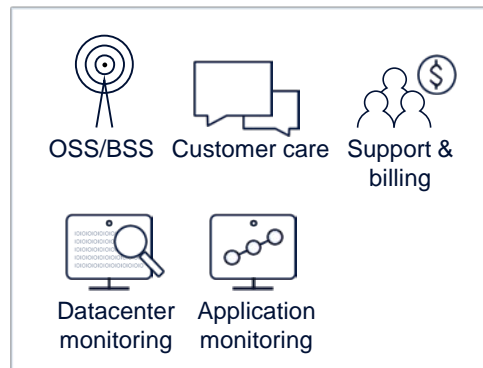 OSS/BSS
Customer care
Support &
billing
Datacenter
monitoring
Application
monitoring